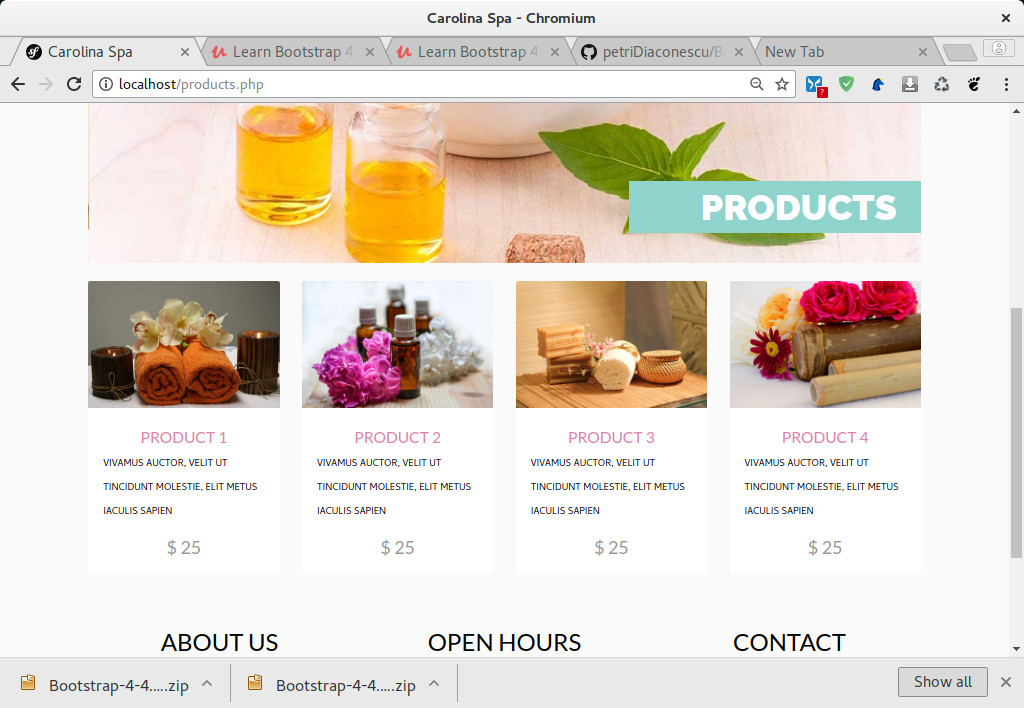 Carolina Spa - Chromium
Carolina Spa
Learn Bootstrap 4
Learn Bootstrap 4
petriDiaconescu/B
New Tab
localhost/products.php
PRODUCTS
PRODUCT 1
VIVAMUS AUCTOR, VELIT UT
TINCIDUNT MOLESTIE, ELIT METUS
IACULIS SAPIEN
$ 25
PRODUCT 2
VIVAMUS AUCTOR, VELIT UT
TINCIDUNT MOLESTIE, ELIT METUS
IACULIS SAPIEN
$ 25
PRODUCT 3
VIVAMUS AUCTOR, VELIT UT
TINCIDUNT MOLESTIE, ELIT METUS
IACULIS SAPIEN
$ 25
PRODUCT 4
VIVAMUS AUCTOR, VELIT UT
TINCIDUNT MOLESTIE, ELIT METUS
IACULIS SAPIEN
$ 25
ABOUT US
OPEN HOURS
CONTACT
Bootstrap-4-4.....zip
Bootstrap-4-4.....zip
Show all